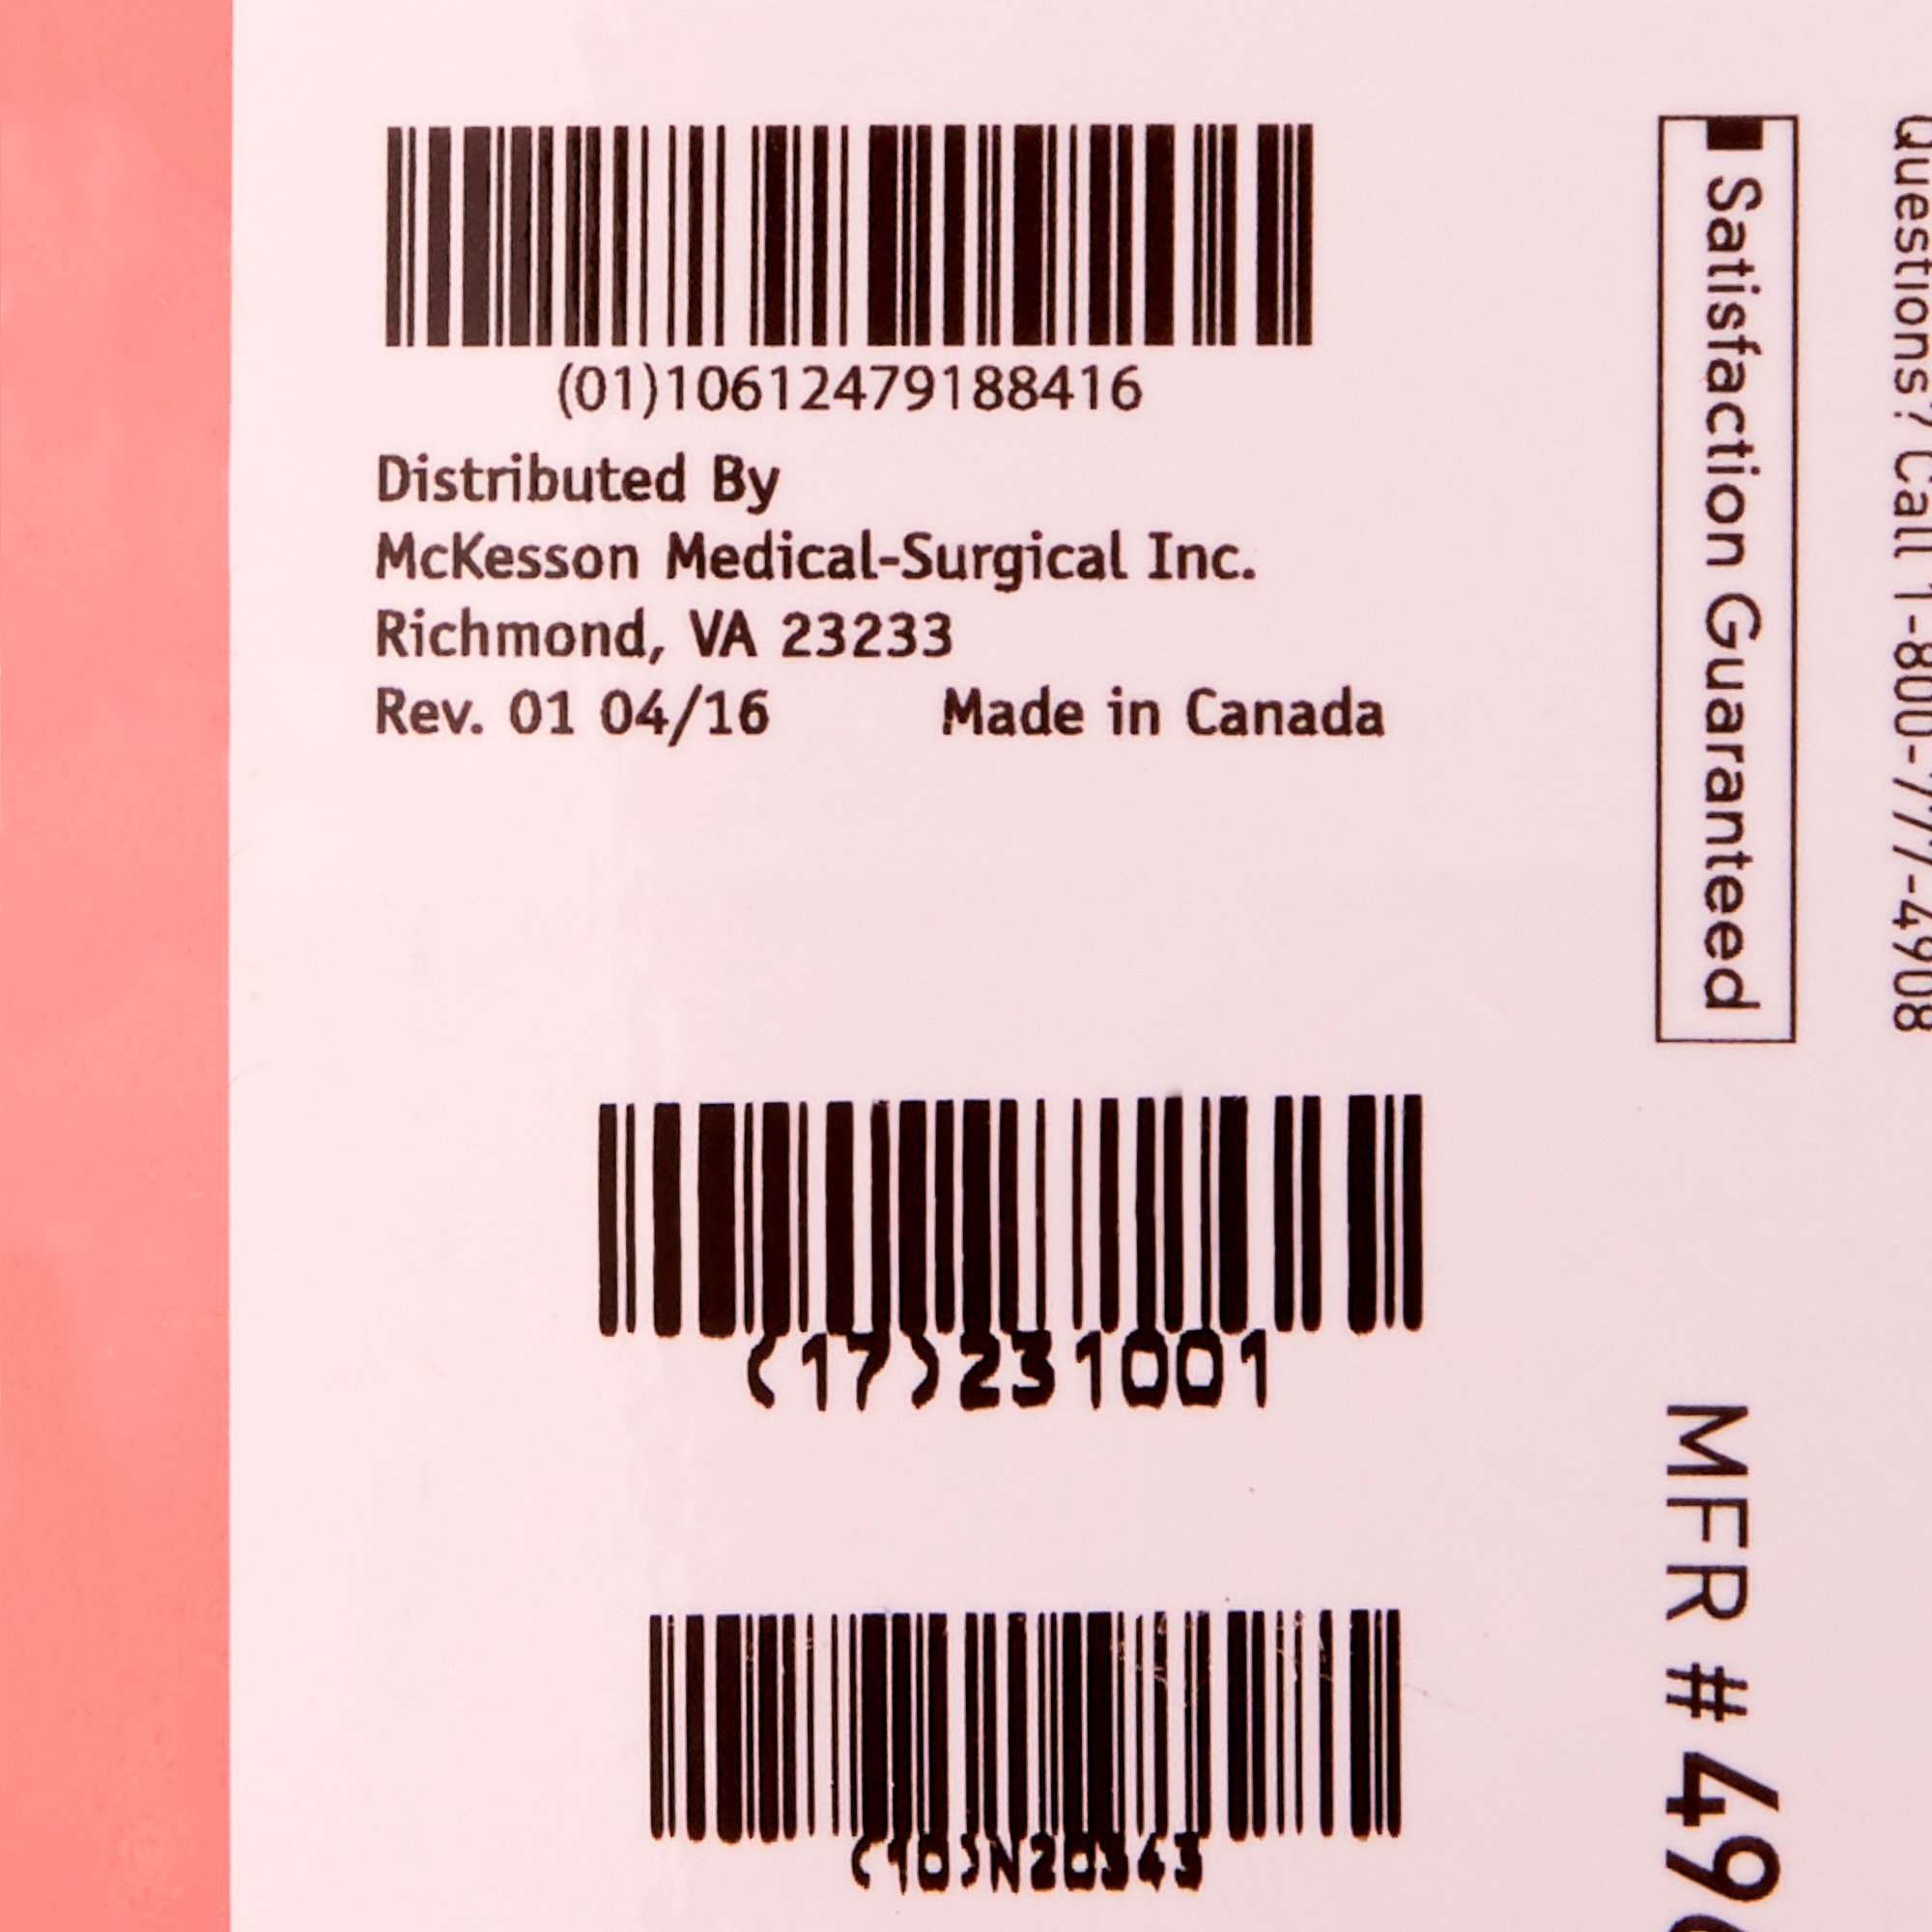 (01)10612479188416
Distributed By
McKesson Medical-Surgical Inc.
Richmond, VA 23233
Rev. 01 04/16 Made in Canada
(17)231001
(10)N20343
Satisfaction Guaranteed
MFR #
Questions? Call 1-800-777-4908